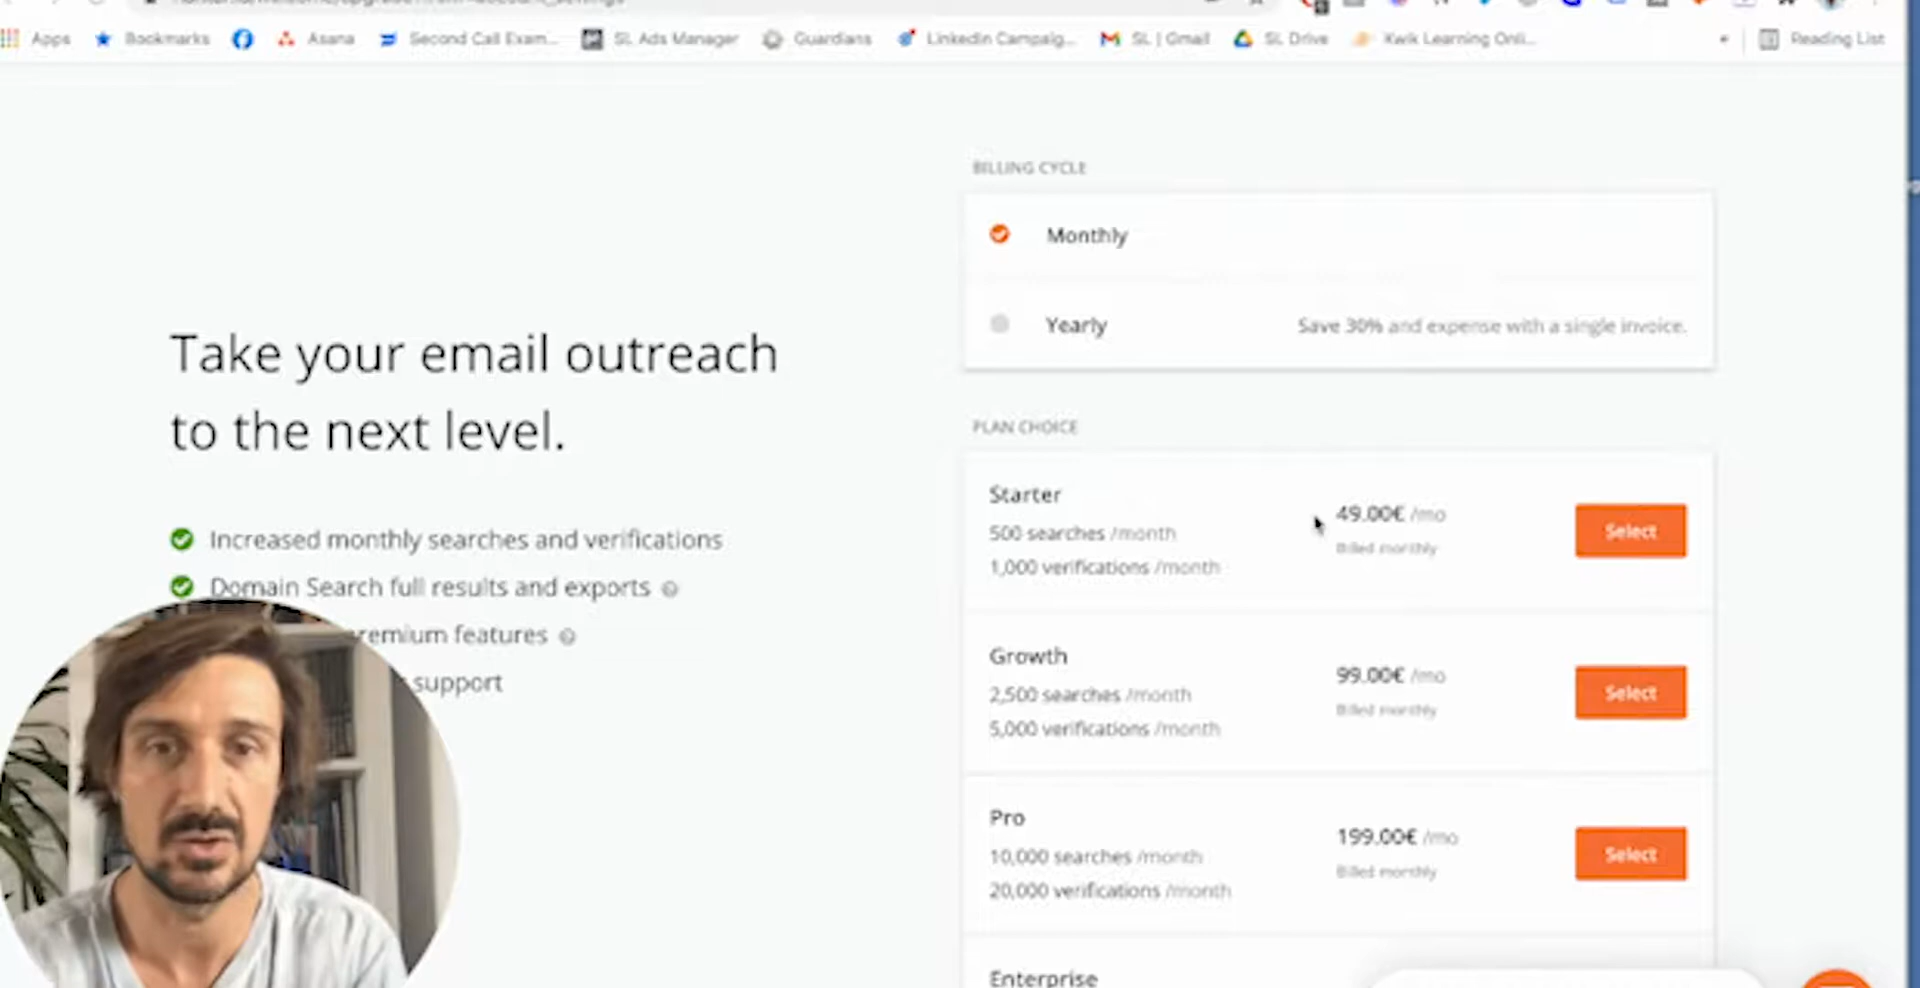 Apps Bookmarks Asana Second Call Exam... SL Ads Manager Guardians LinkedIn Campaig... SL | Gmail SL Drive Kwik Learning Onli... Reading List
BILLING CYCLE
Monthly
Yearly Save 30% and expense with a single invoice.
Take your email outreach
to the next level.
Increased monthly searches and verifications
Domain Search full results and exports
remium features
support
PLAN CHOICE
Starter
500 searches /month
1,000 verifications /month
49.00€ /mo
Billed monthly
Select
Growth
2,500 searches /month
5,000 verifications /month
99.00€ /mo
Billed monthly
Select
Pro
10,000 searches /month
20,000 verifications /month
199.00€ /mo
Billed monthly
Select
Enterprise